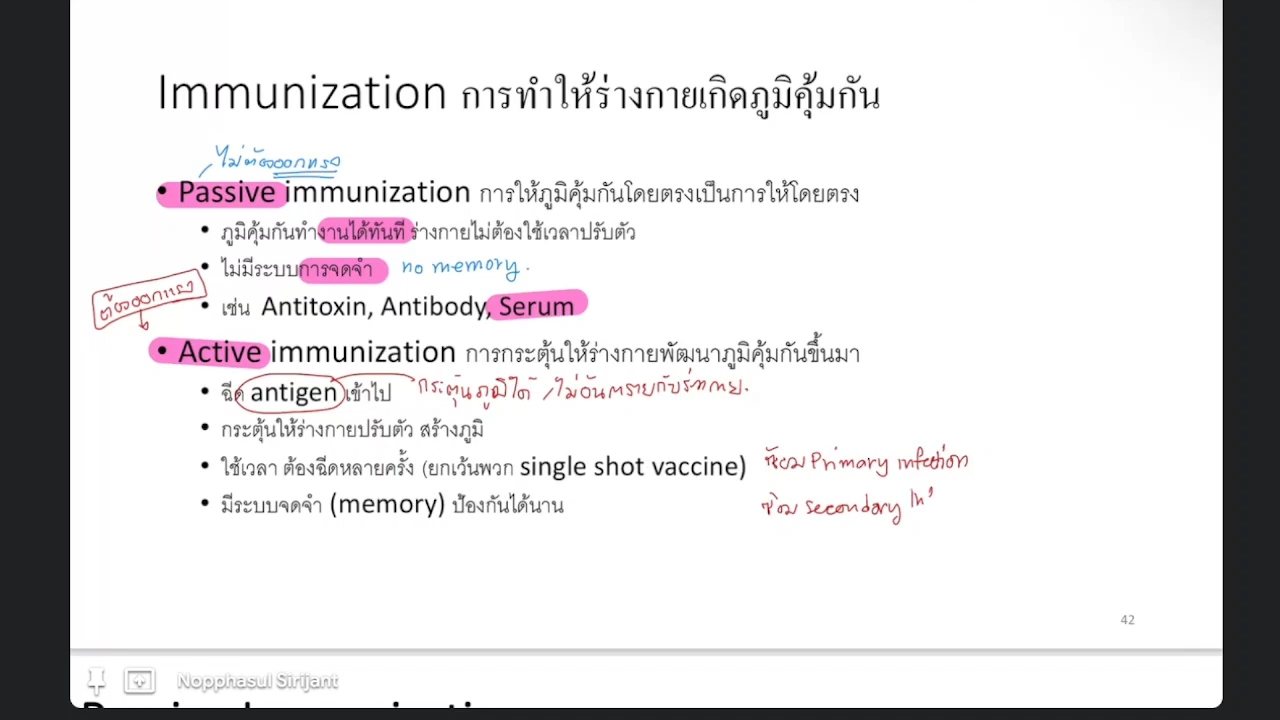 Immunization การทำให้ร่างกายเกิดภูมิคุ้มกัน
ไม่ต้องออกแรง
• Passive immunization การให้ภูมิคุ้มกันโดยตรงเป็นการให้โดยตรง
• ภูมิคุ้มกันทำงานได้ทันที ร่างกายไม่ต้องใช้เวลาปรับตัว
• ไม่มีระบบการจดจำ no memory.
• เช่น Antitoxin, Antibody, Serum
ต้องออกแรง
• Active immunization การกระตุ้นให้ร่างกายพัฒนาภูมิคุ้มกันขึ้นมา
• ฉีด antigen เข้าไป กระตุ้นภูมิได้ / ไม่อันตรายกับร่างกาย.
• กระตุ้นให้ร่างกายปรับตัว สร้างภูมิ
• ใช้เวลา ต้องฉีดหลายครั้ง (ยกเว้นพวก single shot vaccine) ซ้อม Primary infection
• มีระบบจดจำ (memory) ป้องกันได้นาน ซ้อม secondary In'
42
Nopphasul Sirijant